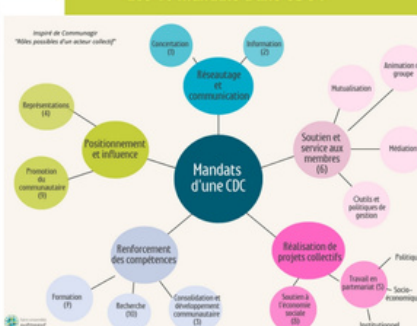 Inspiré de Communagir
"Rôles possibles d'un acteur collectif"
Concertation
(1)
Information
(2)
Réseautage
et
communication
Animation de
groupe
Mutualisation
Représentations
(4)
Positionnement
et influence
Soutien et
service aux
membres
(6)
Médiation
Promotion
du
communautaire
(9)
Mandats
d'une CDC
Outils et
politiques de
gestion
Renforcement
des compétences
Réalisation de
projets collectifs
Politique
Travail en
partenariat (5)
Socio-
économique
Formation
(7)
Recherche
(10)
Consolidation et
développement
communautaire
(3)
Soutien à
l'économie
sociale
(8)
Institutionnel